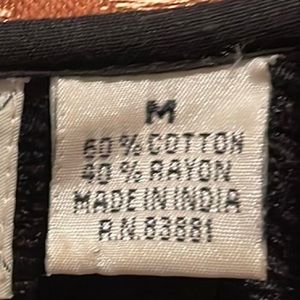 M
60 % COTTON
40 % RAYON
MADE IN INDIA
R.N. 83881